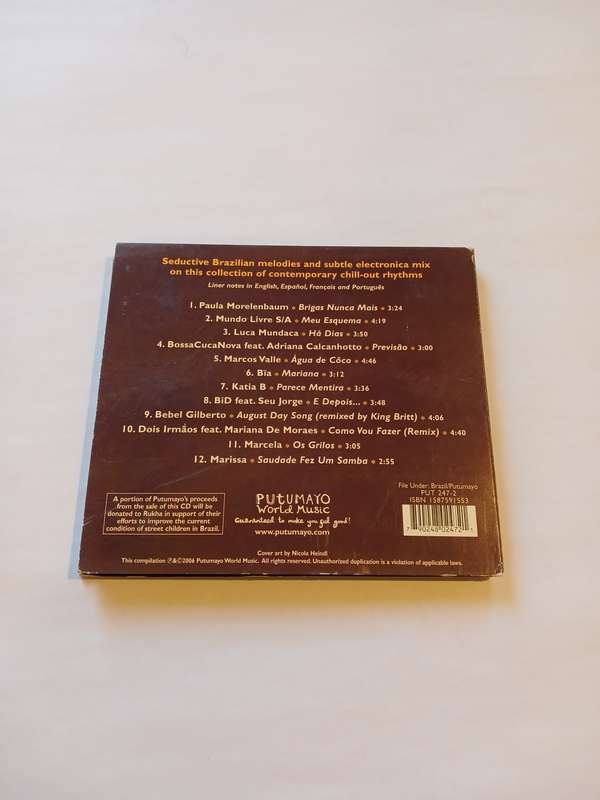 Seductive Brazilian melodies and subtle electronica mix
on this collection of contemporary chill-out rhythms
Liner notes in English, Español, Français and Português
1. Paula Morelenbaum • Brigas Nunca Mais • 3:24
2. Mundo Livre S/A • Meu Esquema • 4:19
3. Luca Mundaca • Há Dias • 3:50
4. BossaCucaNova feat. Adriana Calcanhotto • Previsão • 3:00
5. Marcos Valle • Água de Côco • 4:46
6. Bïa • Mariana • 3:12
7. Katia B • Parece Mentira • 3:36
8. BiD feat. Seu Jorge • E Depois... • 3:48
9. Bebel Gilberto • August Day Song (remixed by King Britt) • 4:06
10. Dois Irmãos feat. Mariana De Moraes • Como Vou Fazer (Remix) • 4:40
11. Marcela • Os Grilos • 3:05
12. Marissa • Saudade Fez Um Samba • 2:55
A portion of Putumayo's proceeds
from the sale of this CD will be
donated to Rukha in support of their
efforts to improve the current
condition of street children in Brazil.
PUTUMAYO
World Music
Guaranteed to make you feel good!
www.putumayo.com
File Under: Brazil/Putumayo
PUT 247-2
ISBN 1587591553
7 90248 02472 9
Cover art by Nicola Heindl
This compilation ℗&©2006 Putumayo World Music. All rights reserved. Unauthorized duplication is a violation of applicable laws.